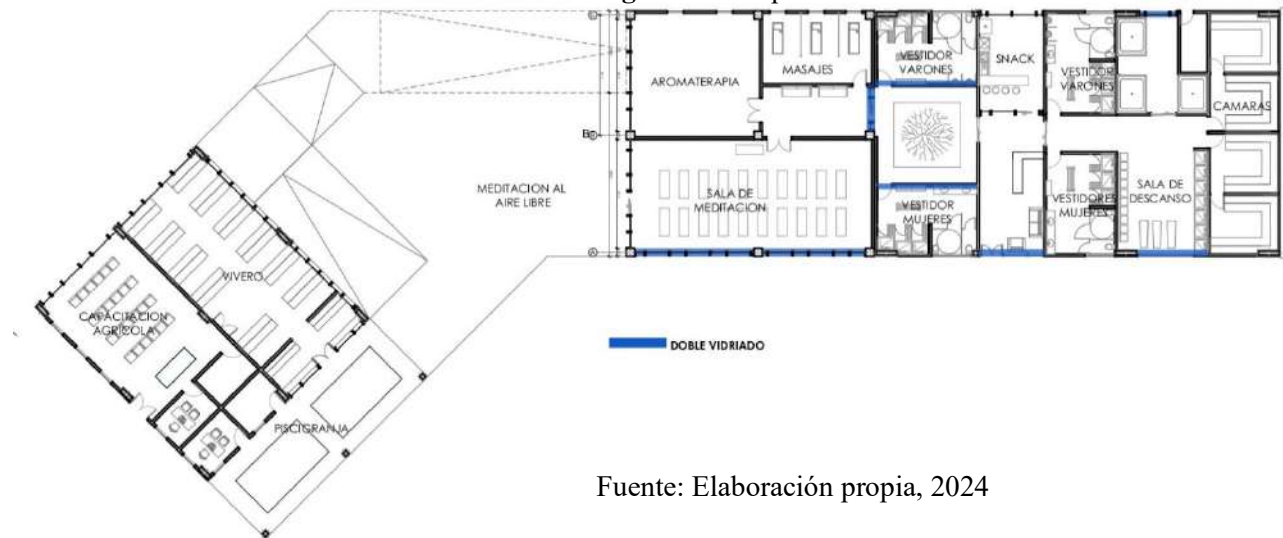 AROMATERAPIA
MASAJES
VESTIDOR
VARONES
SNACK
VESTIDOR
VARONES
CAMARAS
B
MEDITACION AL
AIRE LIBRE
SALA DE
MEDITACION
VESTIDOR
MUJERES
VESTIDORES
MUJERES
SALA DE
DESCANSO
A
VIVERO
CAPACITACION
AGRICOLA
DOBLE VIDRIADO
PISCIGRANJA
Fuente: Elaboración propia, 2024